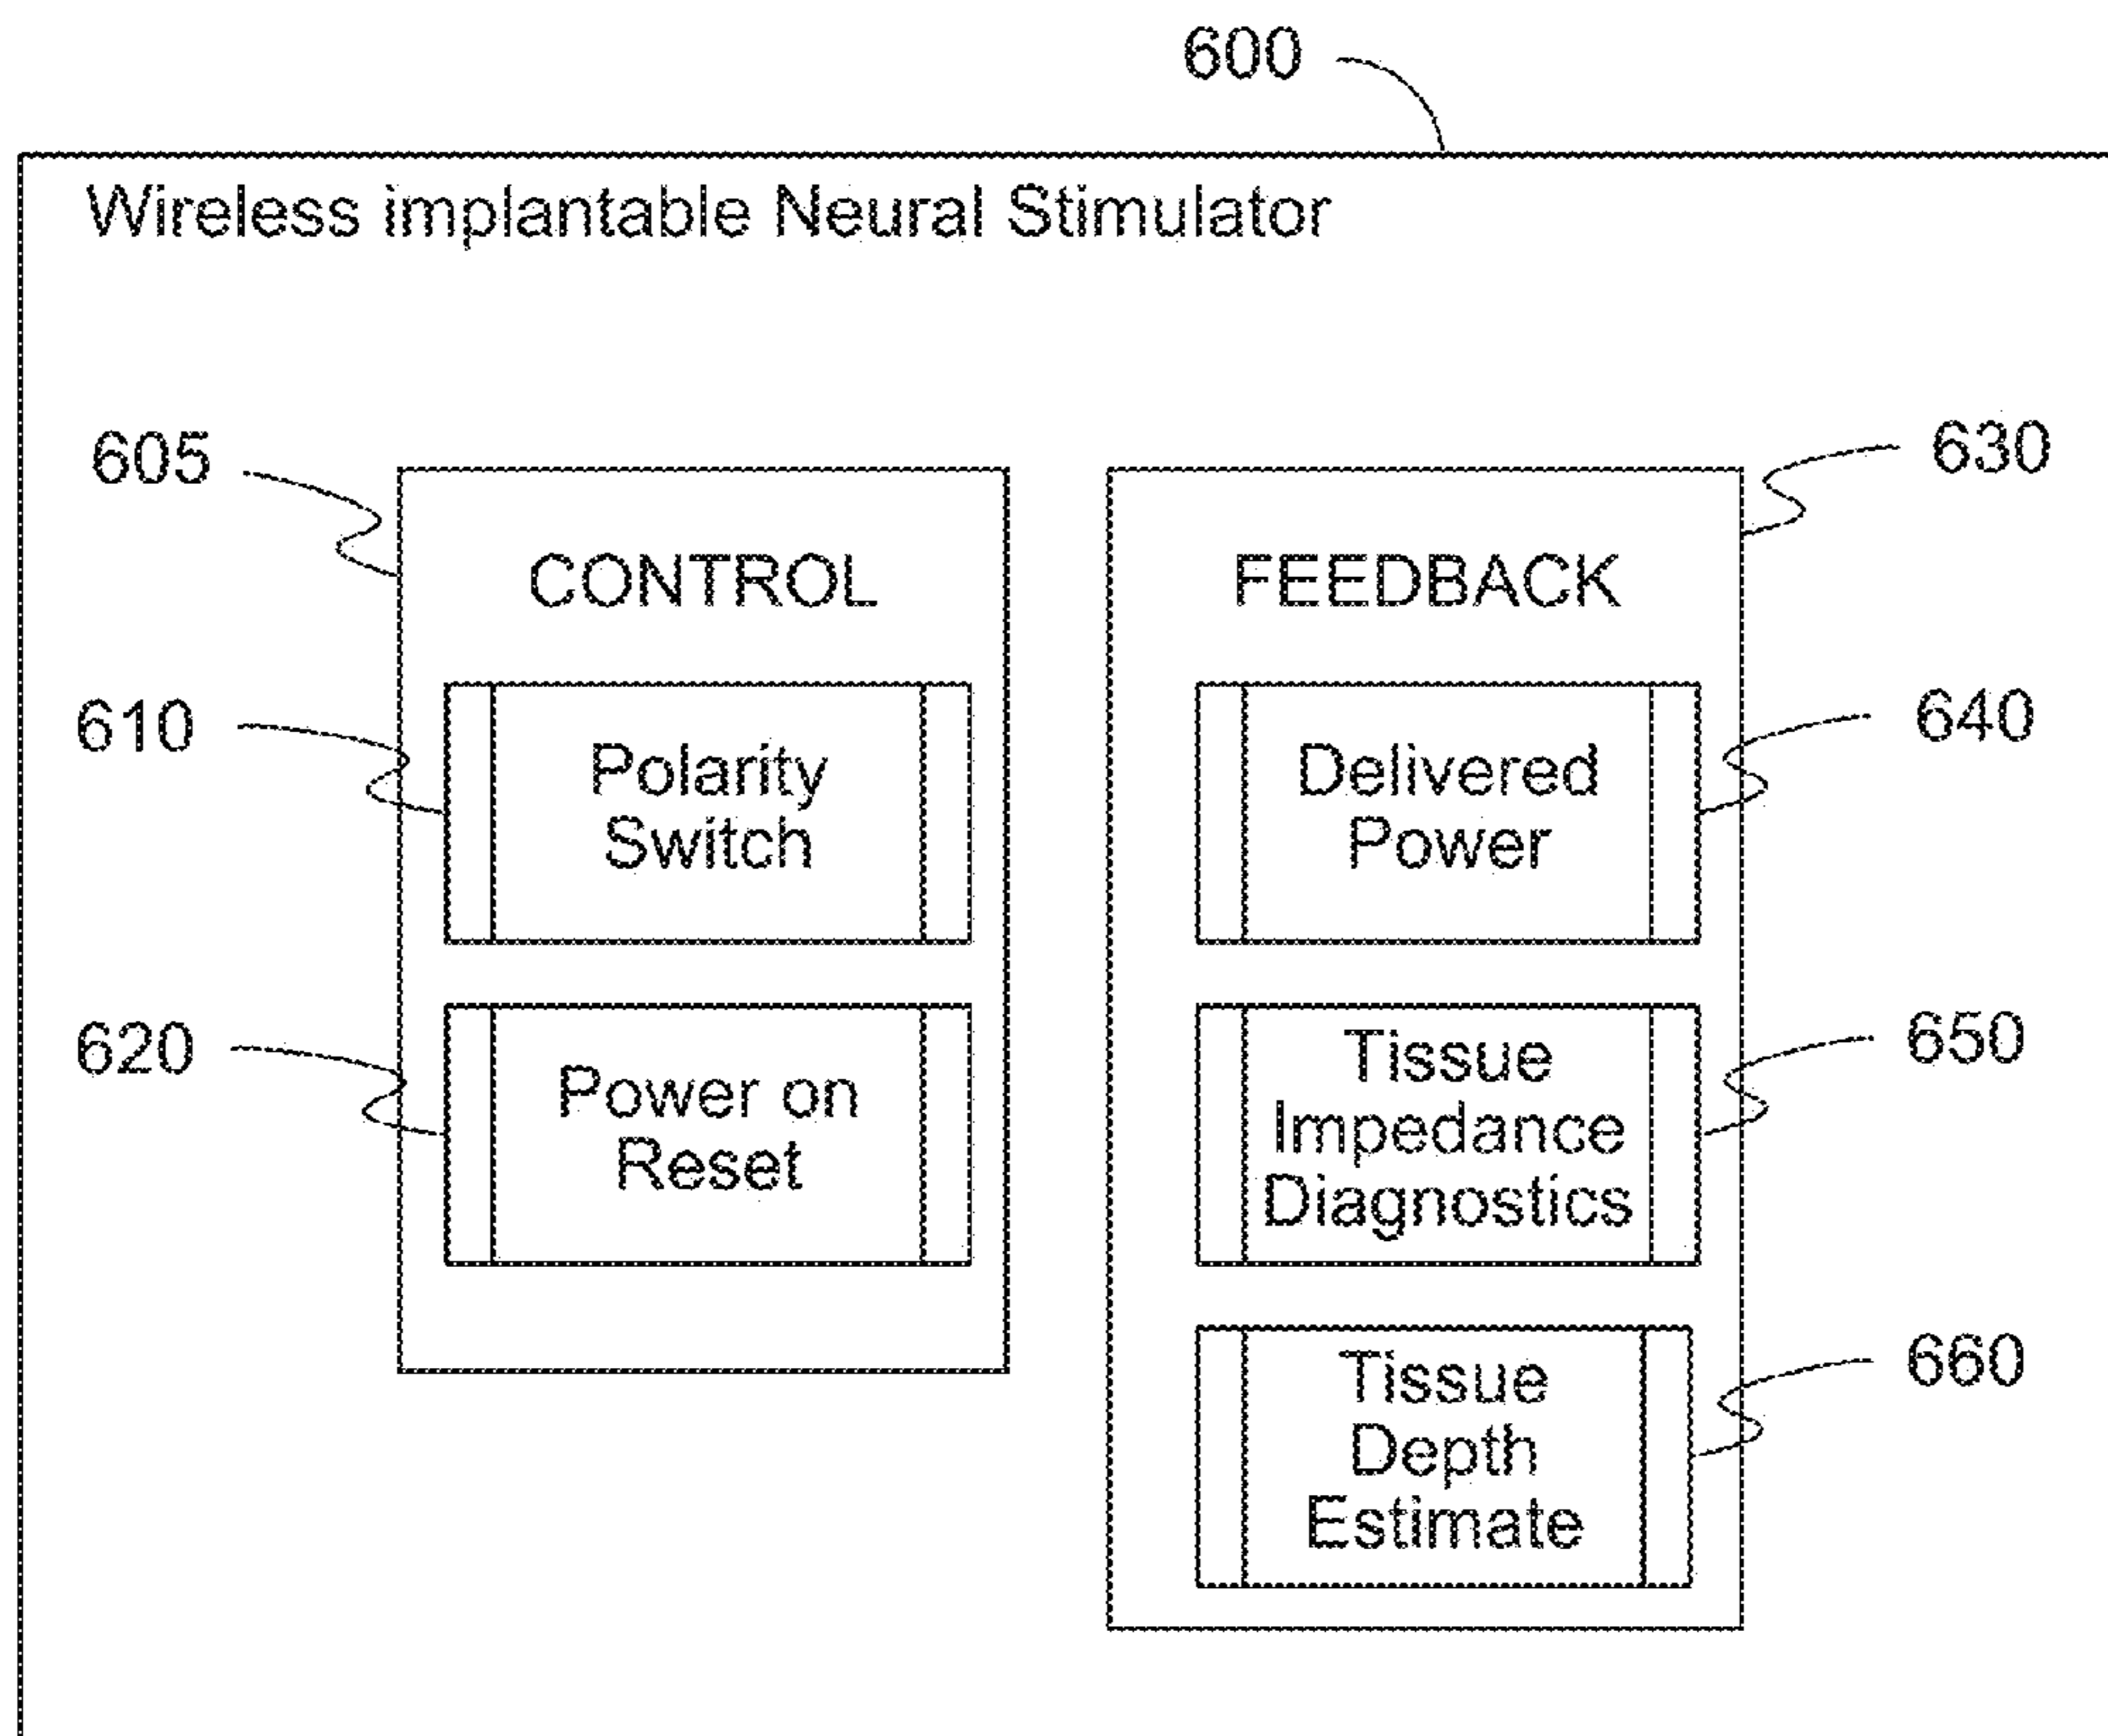 600
Wireless implantable Neural Stimulator
605
CONTROL
610
Polarity
Switch
620
Power on
Reset
630
FEEDBACK
640
Delivered
Power
650
Tissue
Impedance
Diagnostics
660
Tissue
Depth
Estimate